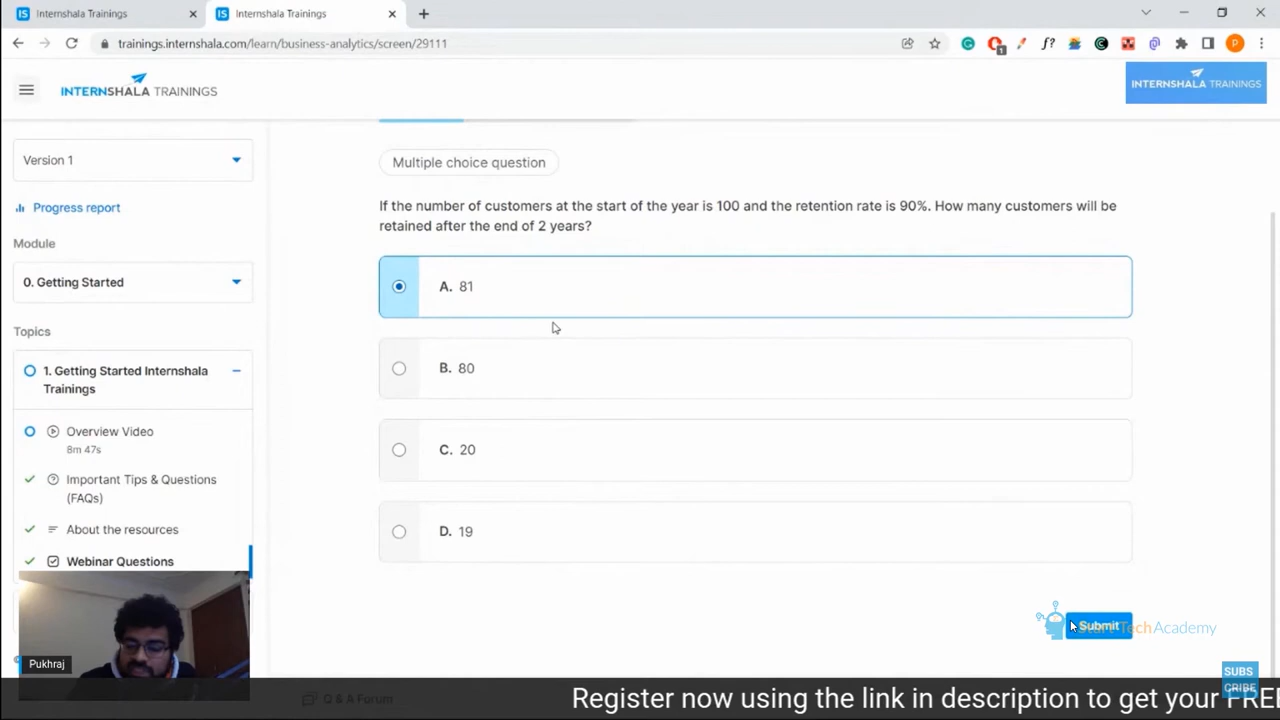 Internshala Trainings
Internshala Trainings
trainings.internshala.com/learn/business-analytics/screen/29111
INTERNSHALA TRAININGS
INTERNSHALA TRAININGS
Version 1
Progress report
Module
0. Getting Started
Topics
1. Getting Started Internshala
Trainings
Overview Video
8m 47s
Important Tips & Questions
(FAQs)
About the resources
Webinar Questions
Multiple choice question
If the number of customers at the start of the year is 100 and the retention rate is 90%. How many customers will be
retained after the end of 2 years?
A. 81
B. 80
C. 20
D. 19
Submit
Tech Academy
Pukhraj
SUBS
CRIBE
Q & A Forum
Register now using the link in description to get your FREE